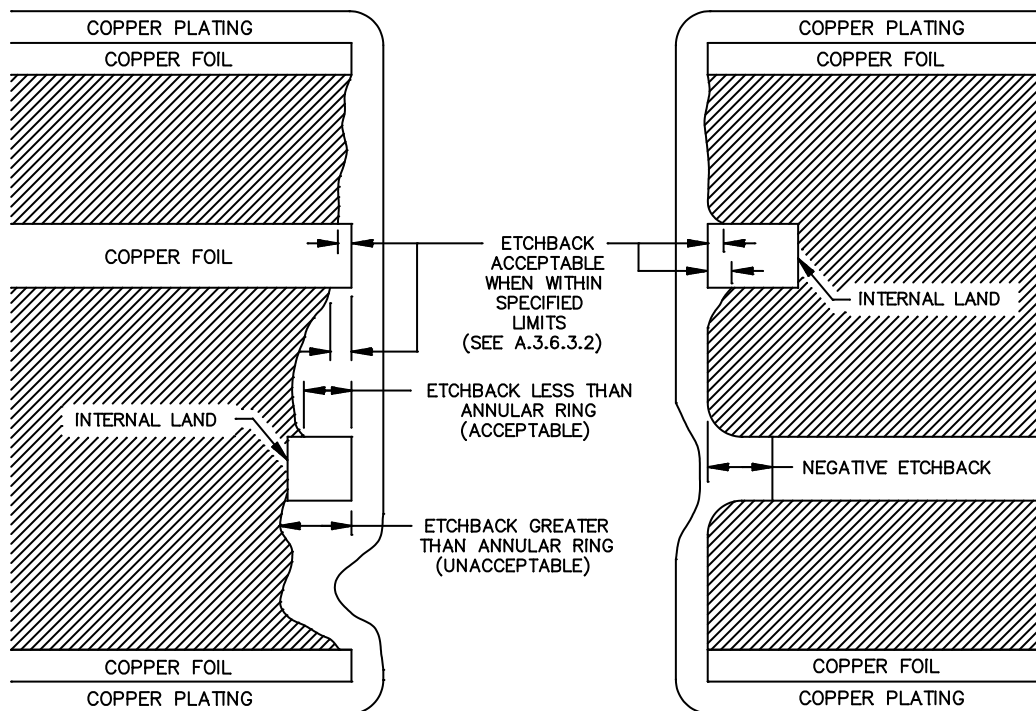 COPPER PLATING
COPPER FOIL
COPPER PLATING
COPPER FOIL
COPPER FOIL
ETCHBACK
ACCEPTABLE
WHEN WITHIN
SPECIFIED
LIMITS
(SEE A.3.6.3.2)
INTERNAL LAND
ETCHBACK LESS THAN
ANNULAR RING
(ACCEPTABLE)
INTERNAL LAND
NEGATIVE ETCHBACK
ETCHBACK GREATER
THAN ANNULAR RING
(UNACCEPTABLE)
COPPER FOIL
COPPER PLATING
COPPER FOIL
COPPER PLATING